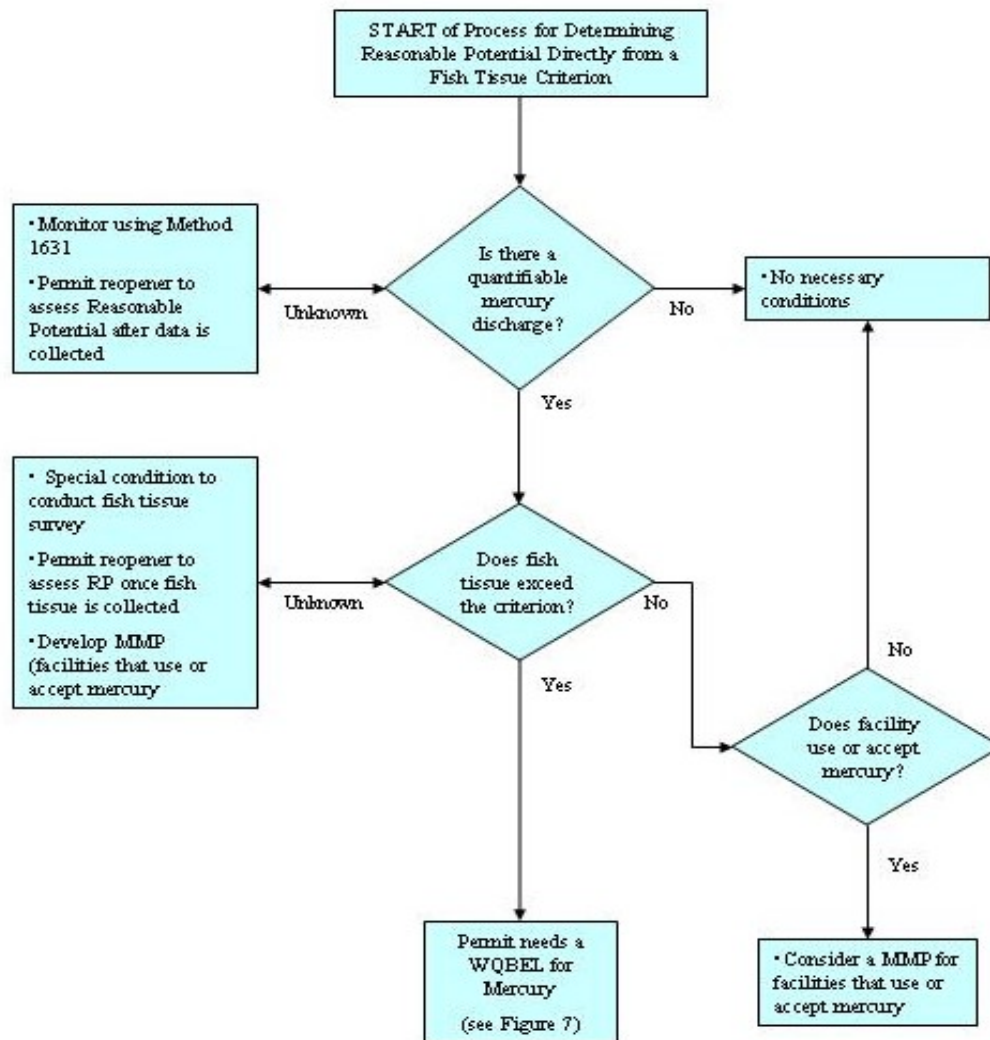 START of Process for Determining
Reasonable Potential Directly from a
Fish Tissue Criterion
• Monitor using Method
1631
• Permit reopener to
assess Reasonable
Potential after data is
collected
Unknown
Is there a
quantifiable
mercury
discharge?
No
• No necessary
conditions
Yes
• Special condition to
conduct fish tissue
survey
• Permit reopener to
assess RP once fish
tissue is collected
• Develop MMP
(facilities that use or
accept mercury
Unknown
Does fish
tissue exceed
the criterion?
No
Yes
No
Does facility
use or accept
mercury?
Yes
Permit needs a
WQBEL for
Mercury
(see Figure 7)
• Consider a MMP for
facilities that use or
accept mercury